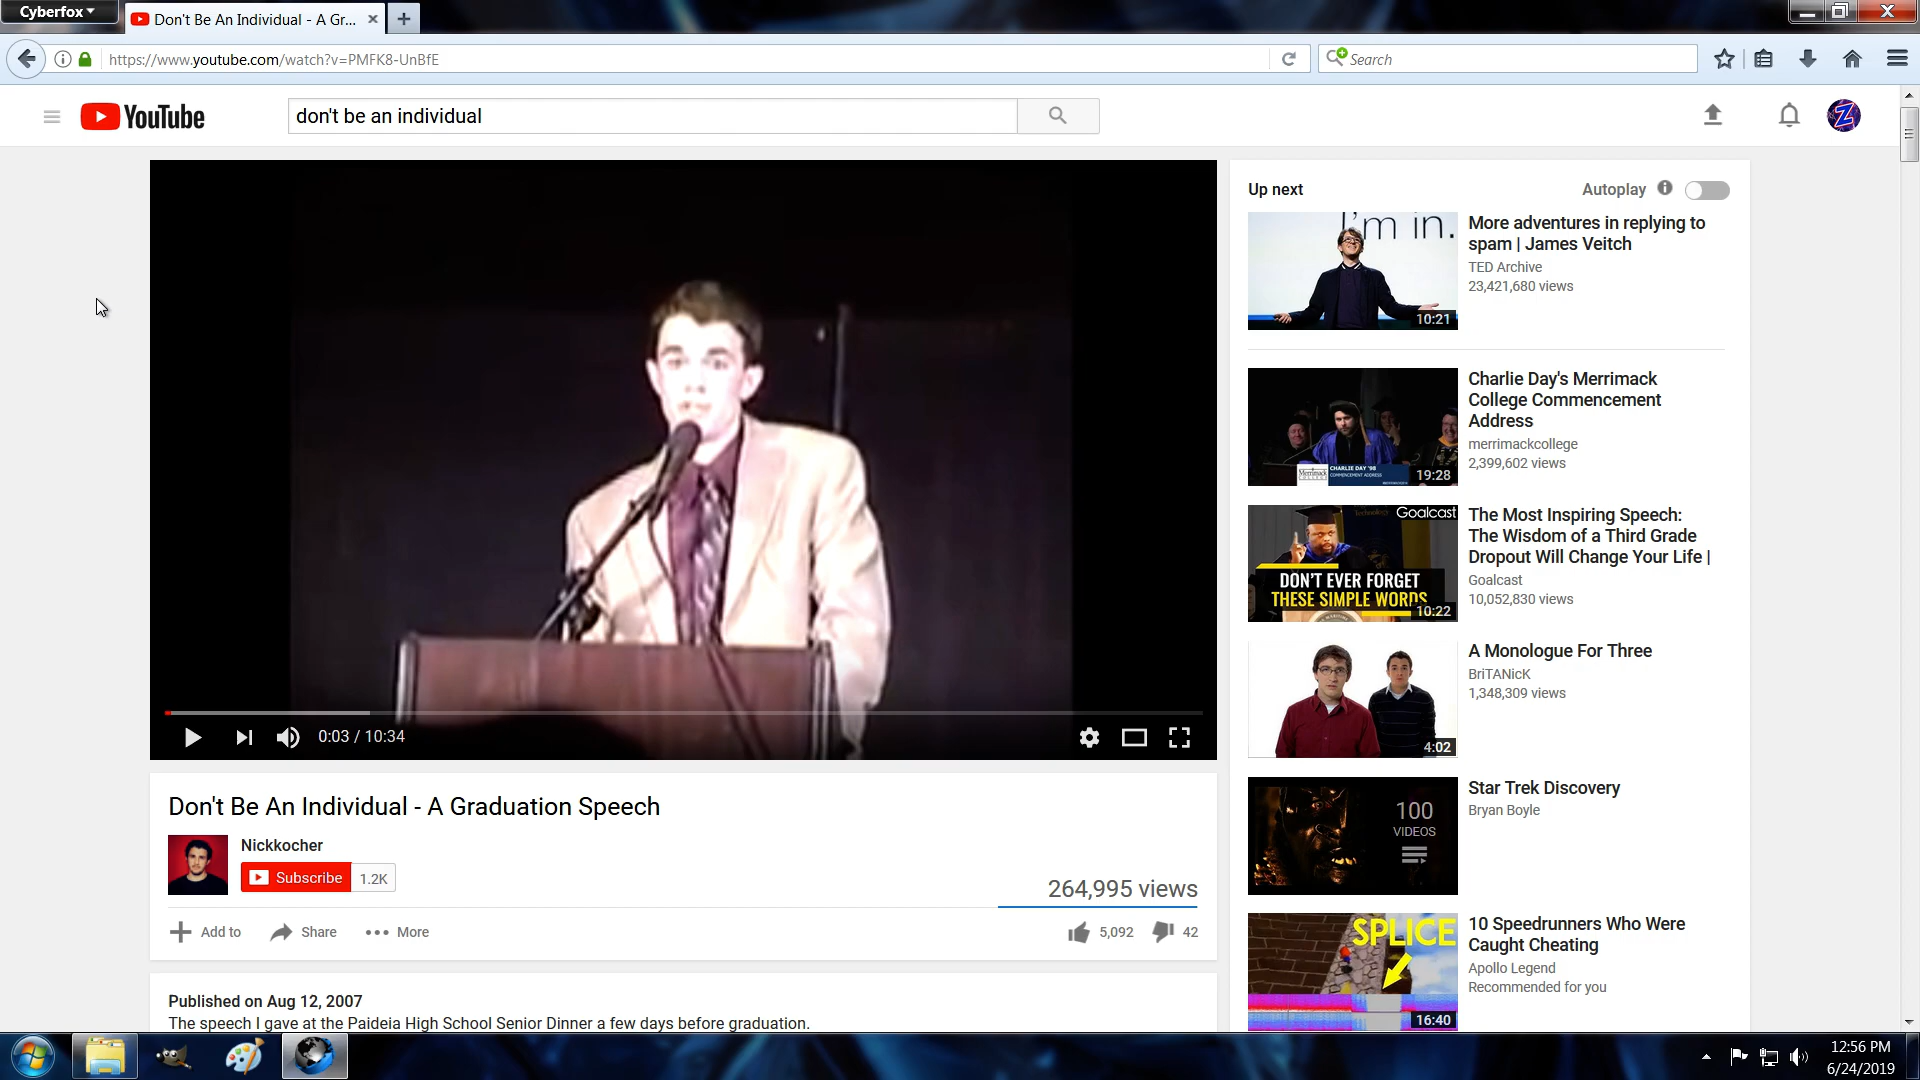 Cyberfox
Don't Be An Individual - A Gr...
https://www.youtube.com/watch?v=PMFK8-UnBfE
Search
YouTube
don't be an individual
Up next
Autoplay
I'm in.
10:21
More adventures in replying to
spam | James Veitch
TED Archive
23,421,680 views
CHARLIE DAY '98
COMMENCEMENT ADDRESS
Merrimack
19:28
Charlie Day's Merrimack
College Commencement
Address
merrimackcollege
2,399,602 views
Goalcast
DON'T EVER FORGET
THESE SIMPLE WORDS
10:22
The Most Inspiring Speech:
The Wisdom of a Third Grade
Dropout Will Change Your Life |
Goalcast
10,052,830 views
4:02
A Monologue For Three
BriTANicK
1,348,309 views
100
VIDEOS
Star Trek Discovery
Bryan Boyle
SPLICE
16:40
10 Speedrunners Who Were
Caught Cheating
Apollo Legend
Recommended for you
0:03 / 10:34
Don't Be An Individual - A Graduation Speech
Nickkocher
Subscribe 1.2K
264,995 views
Add to Share More
5,092 42
Published on Aug 12, 2007
The speech I gave at the Paideia High School Senior Dinner a few days before graduation.
12:56 PM
6/24/2019